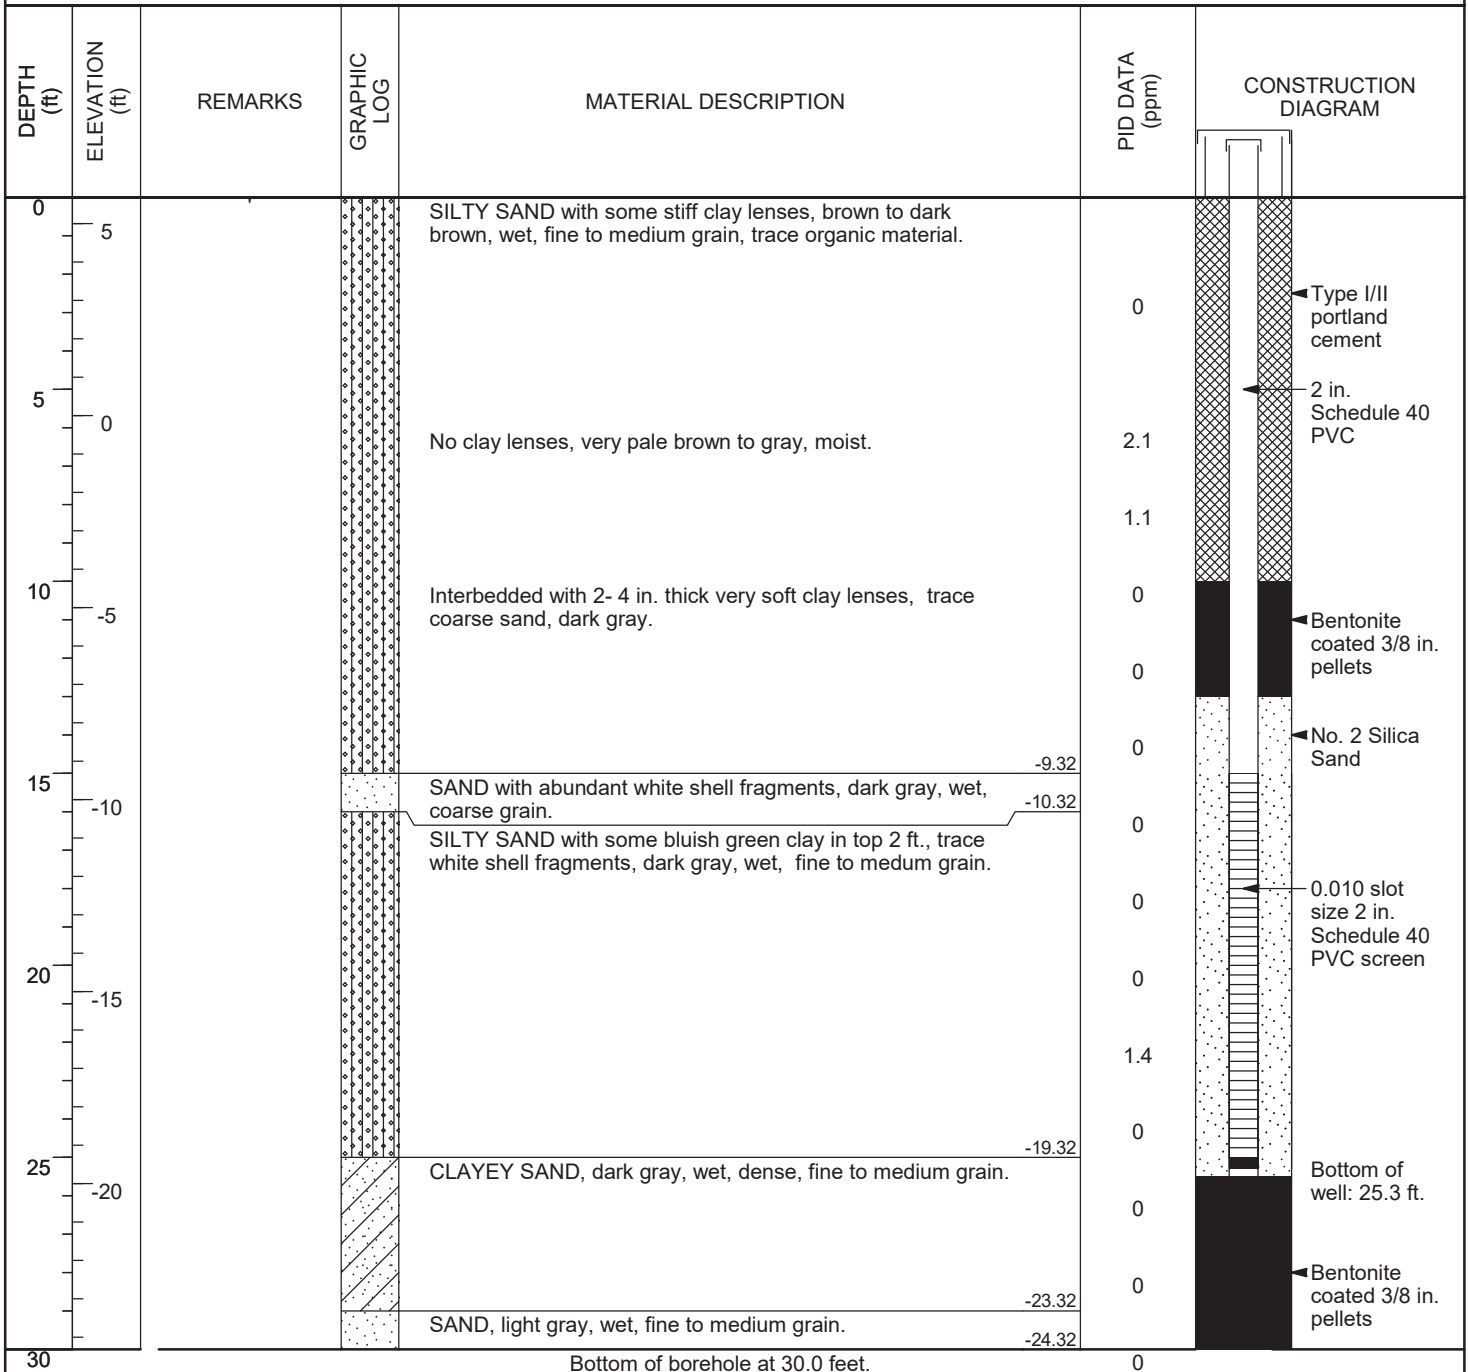 DEPTH
(ft)
ELEVATION
(ft)
REMARKS
GRAPHIC
LOG
MATERIAL DESCRIPTION
PID DATA
(ppm)
CONSTRUCTION
DIAGRAM
0
SILTY SAND with some stiff clay lenses, brown to dark
brown, wet, fine to medium grain, trace organic material.
5
0
Type I/II
portland
cement
5
2 in.
Schedule 40
PVC
0
No clay lenses, very pale brown to gray, moist.
2.1
1.1
10
Interbedded with 2- 4 in. thick very soft clay lenses, trace
coarse sand, dark gray.
0
-5
Bentonite
coated 3/8 in.
pellets
0
No. 2 Silica
Sand
0
-9.32
15
SAND with abundant white shell fragments, dark gray, wet,
coarse grain.
-10
-10.32
0
SILTY SAND with some bluish green clay in top 2 ft., trace
white shell fragments, dark gray, wet, fine to medum grain.
0
0.010 slot
size 2 in.
Schedule 40
PVC screen
20
0
-15
1.4
0
-19.32
25
CLAYEY SAND, dark gray, wet, dense, fine to medium grain.
Bottom of
well: 25.3 ft.
-20
0
0
Bentonite
coated 3/8 in.
pellets
-23.32
SAND, light gray, wet, fine to medium grain.
-24.32
30
Bottom of borehole at 30.0 feet.
0